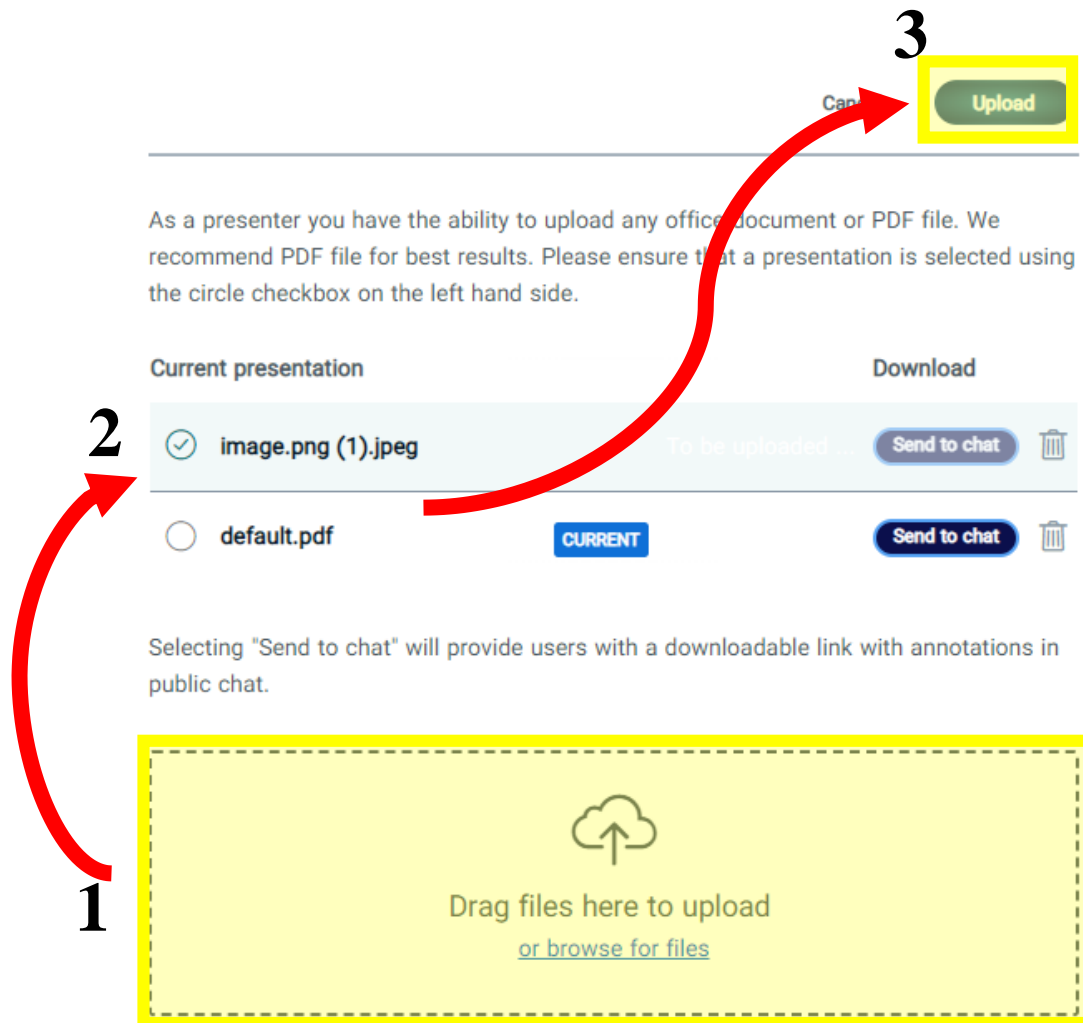 3
Upload
As a presenter you have the ability to upload any office document or PDF file. We
recommend PDF file for best results. Please ensure that a presentation is selected using
the circle checkbox on the left hand side.
Current presentation Download
2
image.png (1).jpeg To be uploaded ... Send to chat
default.pdf CURRENT Send to chat
Selecting "Send to chat" will provide users with a downloadable link with annotations in
public chat.
1
Drag files here to upload
or browse for files